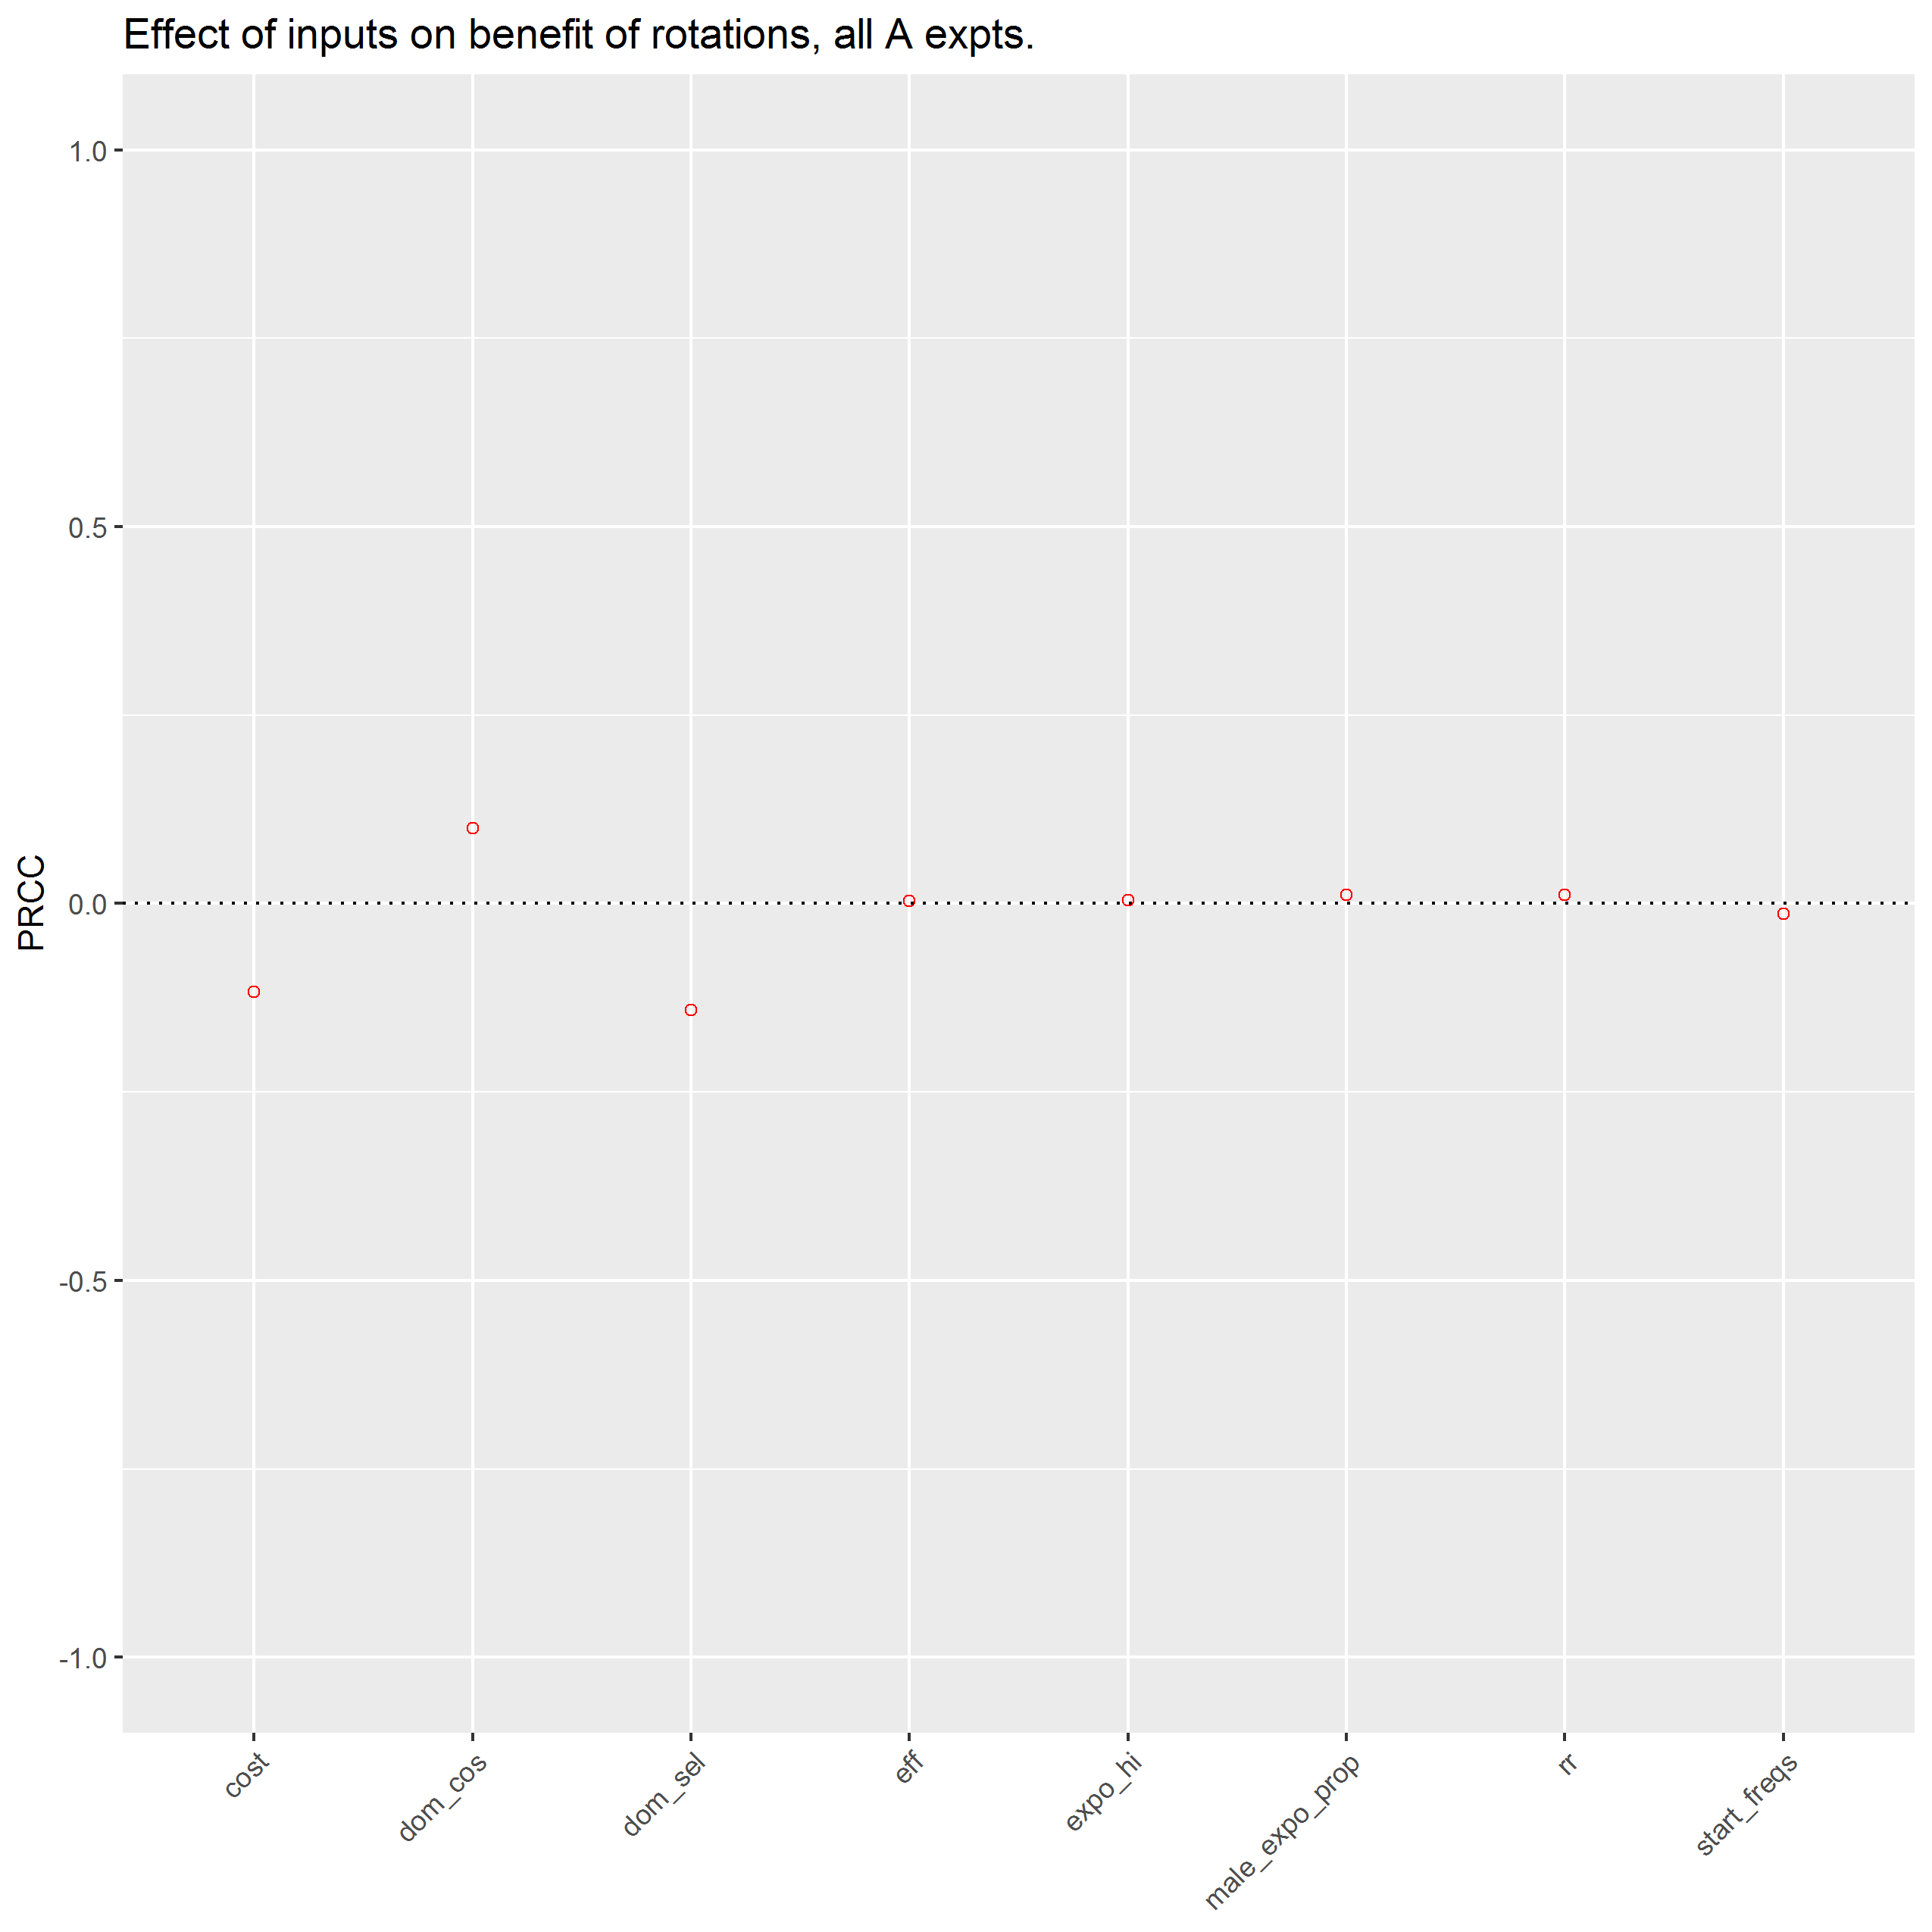 Effect of inputs on benefit of rotations, all A expts.
PRCC
1.0
0.5
0.0
-0.5
-1.0
cost
dom_cos
dom_sel
eff
expo_hi
male_expo_prop
rr
start_freqs